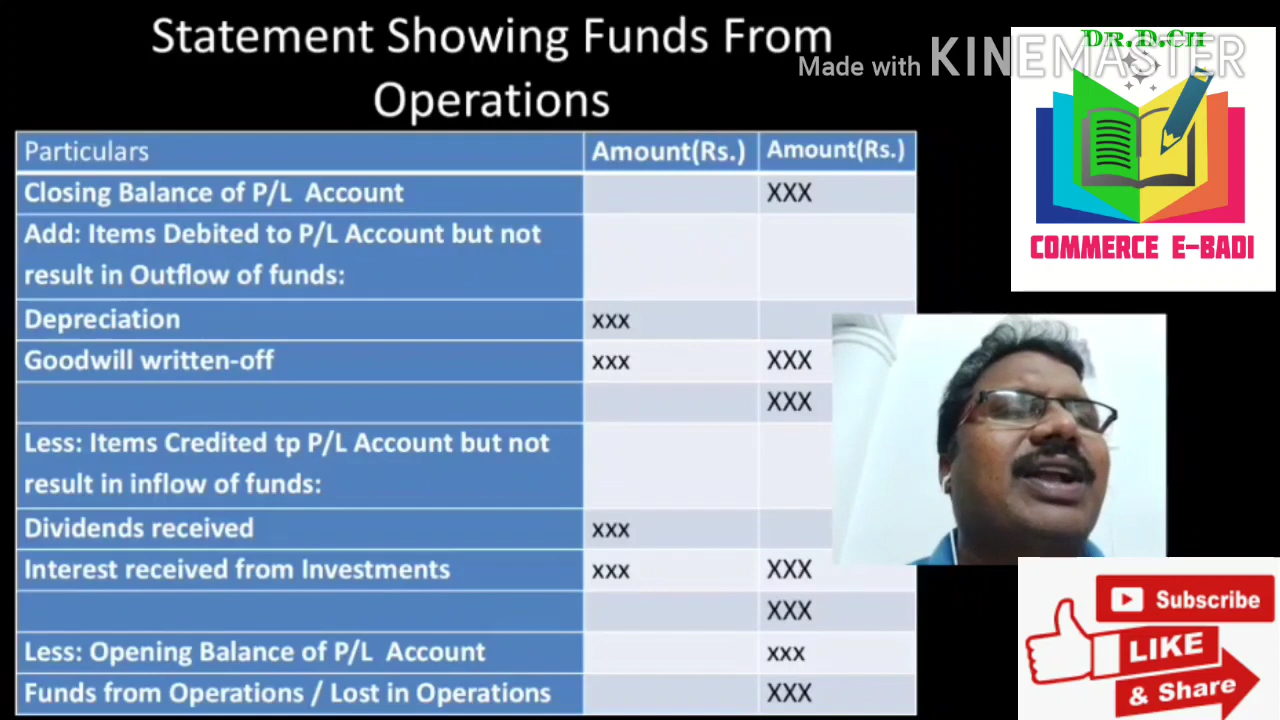 Statement Showing Funds From
Operations
Made with KINEMASTER
DR.D.CH
COMMERCE E-BADI
Particulars Amount(Rs.) Amount(Rs.)
Closing Balance of P/L Account XXX
Add: Items Debited to P/L Account but not
result in Outflow of funds:
Depreciation xxx
Goodwill written-off xxx XXX
XXX
Less: Items Credited tp P/L Account but not
result in inflow of funds:
Dividends received xxx
Interest received from Investments xxx XXX
XXX
Less: Opening Balance of P/L Account xxx
Funds from Operations / Lost in Operations XXX
Subscribe
LIKE
& Share